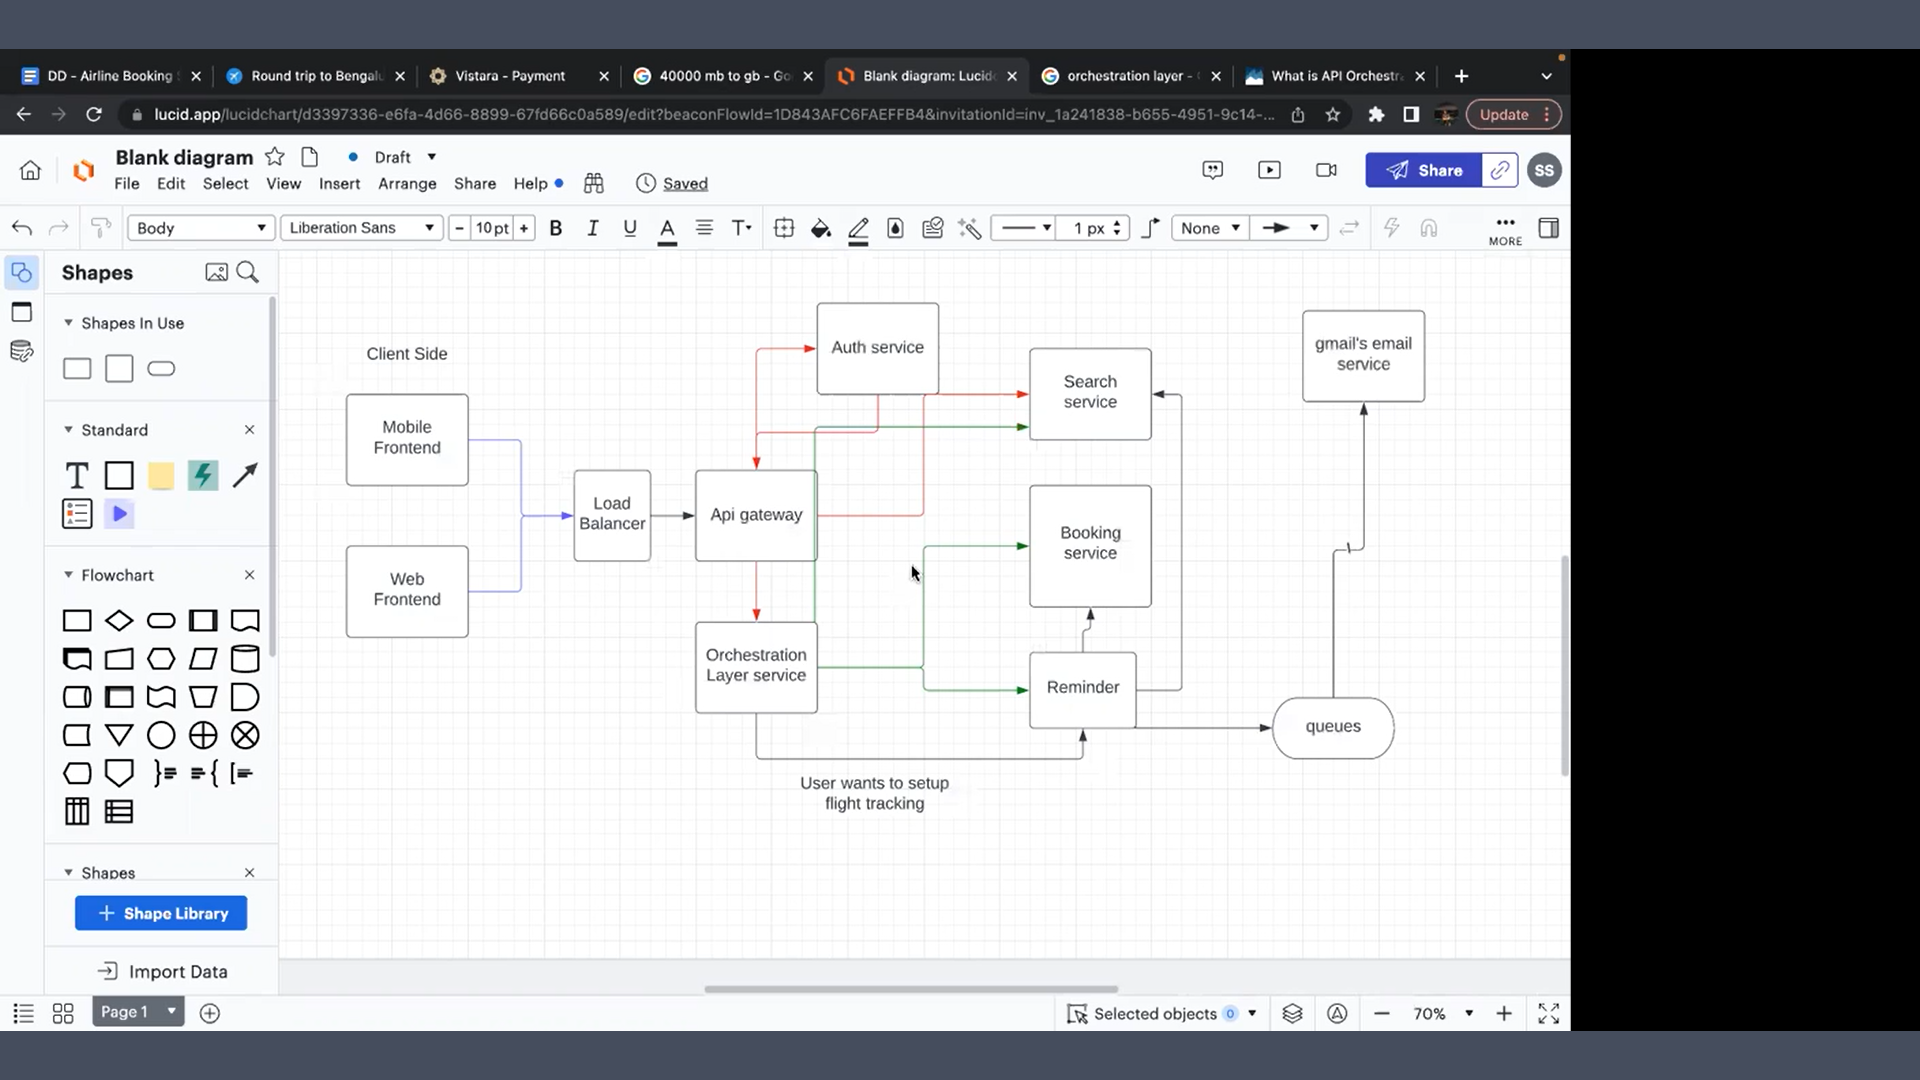 DD - Airline Booking
Round trip to Bengalu
Vistara - Payment
40000 mb to gb - Go
Blank diagram: Lucid
orchestration layer -
What is API Orchestr
lucid.app/lucidchart/d3397336-e6fa-4d66-8899-67fd66c0a589/edit?beaconFlowId=1D843AFC6FAEFFB4&invitationId=inv_1a241838-b655-4951-9c14-...
Update
Blank diagram
Draft
File Edit Select View Insert Arrange Share Help
Saved
Share
SS
Body
Liberation Sans
- 10 pt +
B I U A T
1 px
None
MORE
Shapes
Shapes In Use
Standard
T
Flowchart
Shapes
+ Shape Library
Import Data
Client Side
Mobile
Frontend
Web
Frontend
Load
Balancer
Api gateway
Auth service
Orchestration
Layer service
Search
service
Booking
service
Reminder
gmail's email
service
queues
User wants to setup
flight tracking
Page 1
Selected objects 0
70%